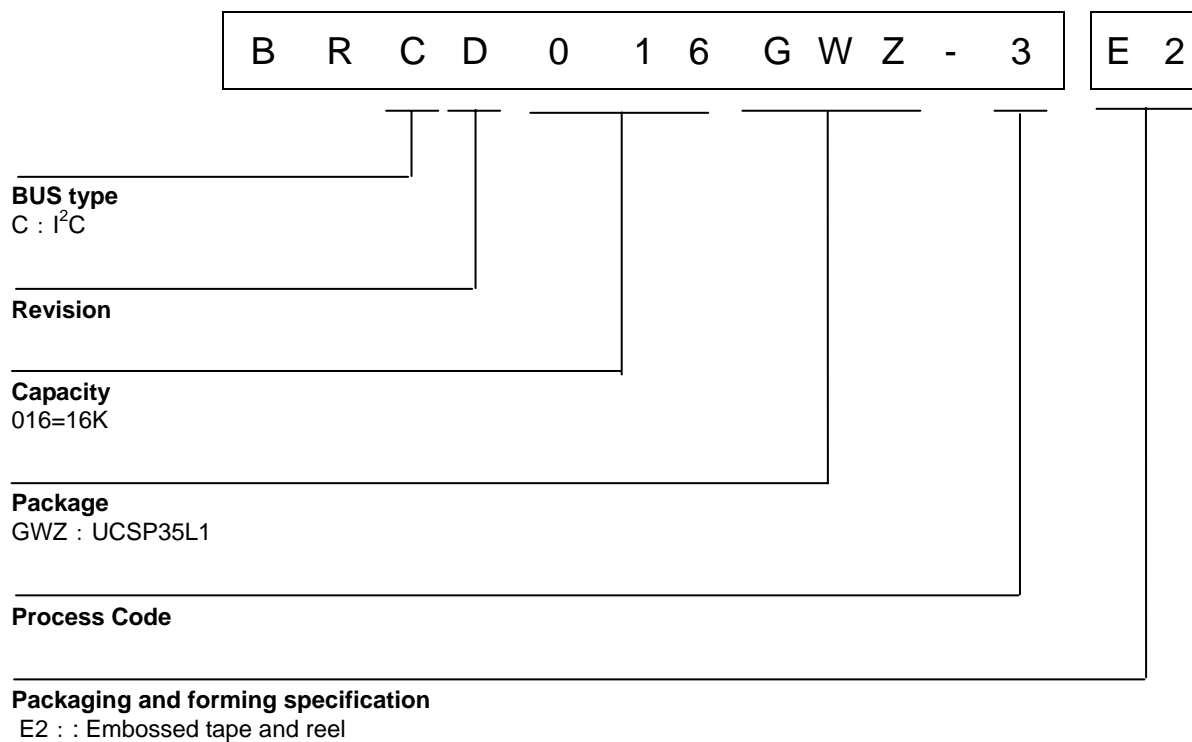 B R C D 0 1 6 G W Z - 3 E 2
BUS type
C : I²C
Revision
Capacity
016=16K
Package
GWZ : UCSP35L1
Process Code
Packaging and forming specification
E2 : : Embossed tape and reel